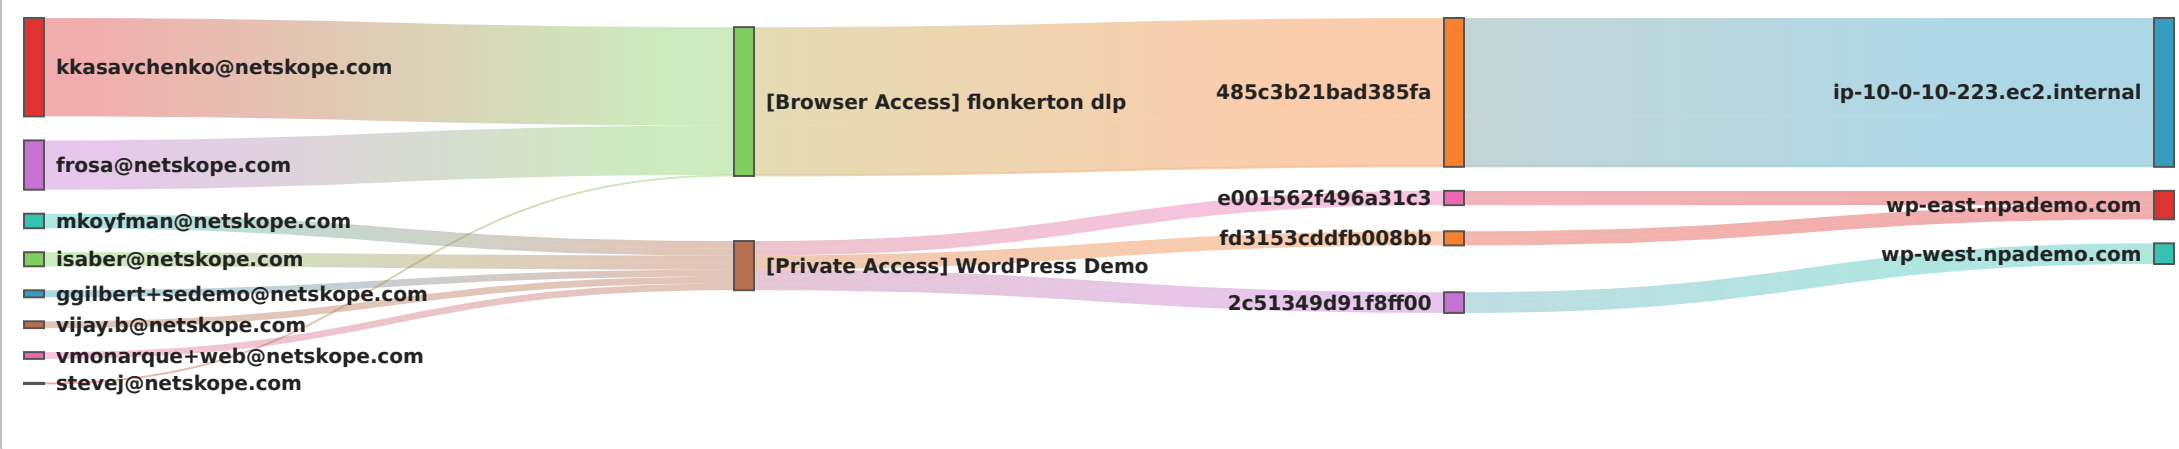 kkasavchenko@netskope.com
frosa@netskope.com
mkoyfman@netskope.com
isaber@netskope.com
ggilbert+sedemo@netskope.com
vijay.b@netskope.com
vmonarque+web@netskope.com
stevej@netskope.com
[Browser Access] flonkerton dlp
[Private Access] WordPress Demo
485c3b21bad385fa
e001562f496a31c3
fd3153cddfb008bb
2c51349d91f8ff00
ip-10-0-10-223.ec2.internal
wp-east.npademo.com
wp-west.npademo.com